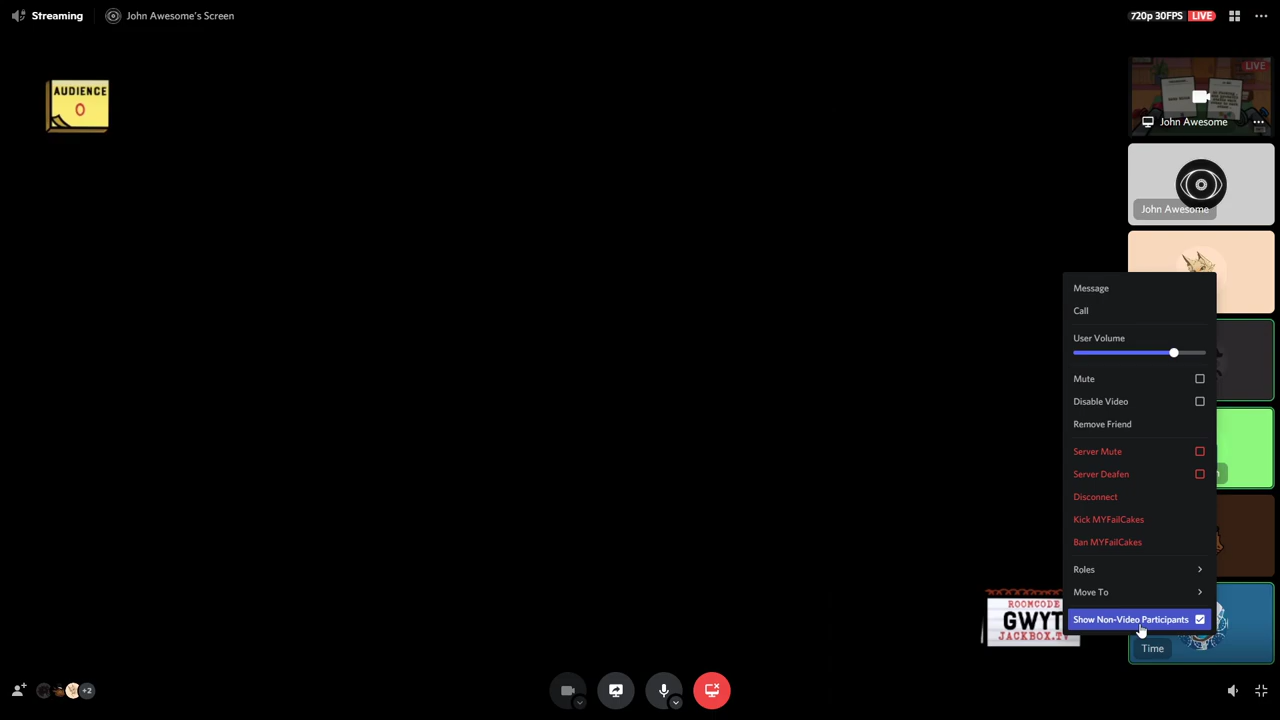 Streaming
John Awesome's Screen
720p 30FPS LIVE
AUDIENCE
0
LIVE
John Awesome
John Awesome
Message
Call
User Volume
Mute
Disable Video
Remove Friend
Server Mute
Server Deafen
Disconnect
Kick MYFailCakes
Ban MYFailCakes
Roles
Move To
Show Non-Video Participants
ROOMCODE
GWYT
JACKBOX.TV
Time
+2